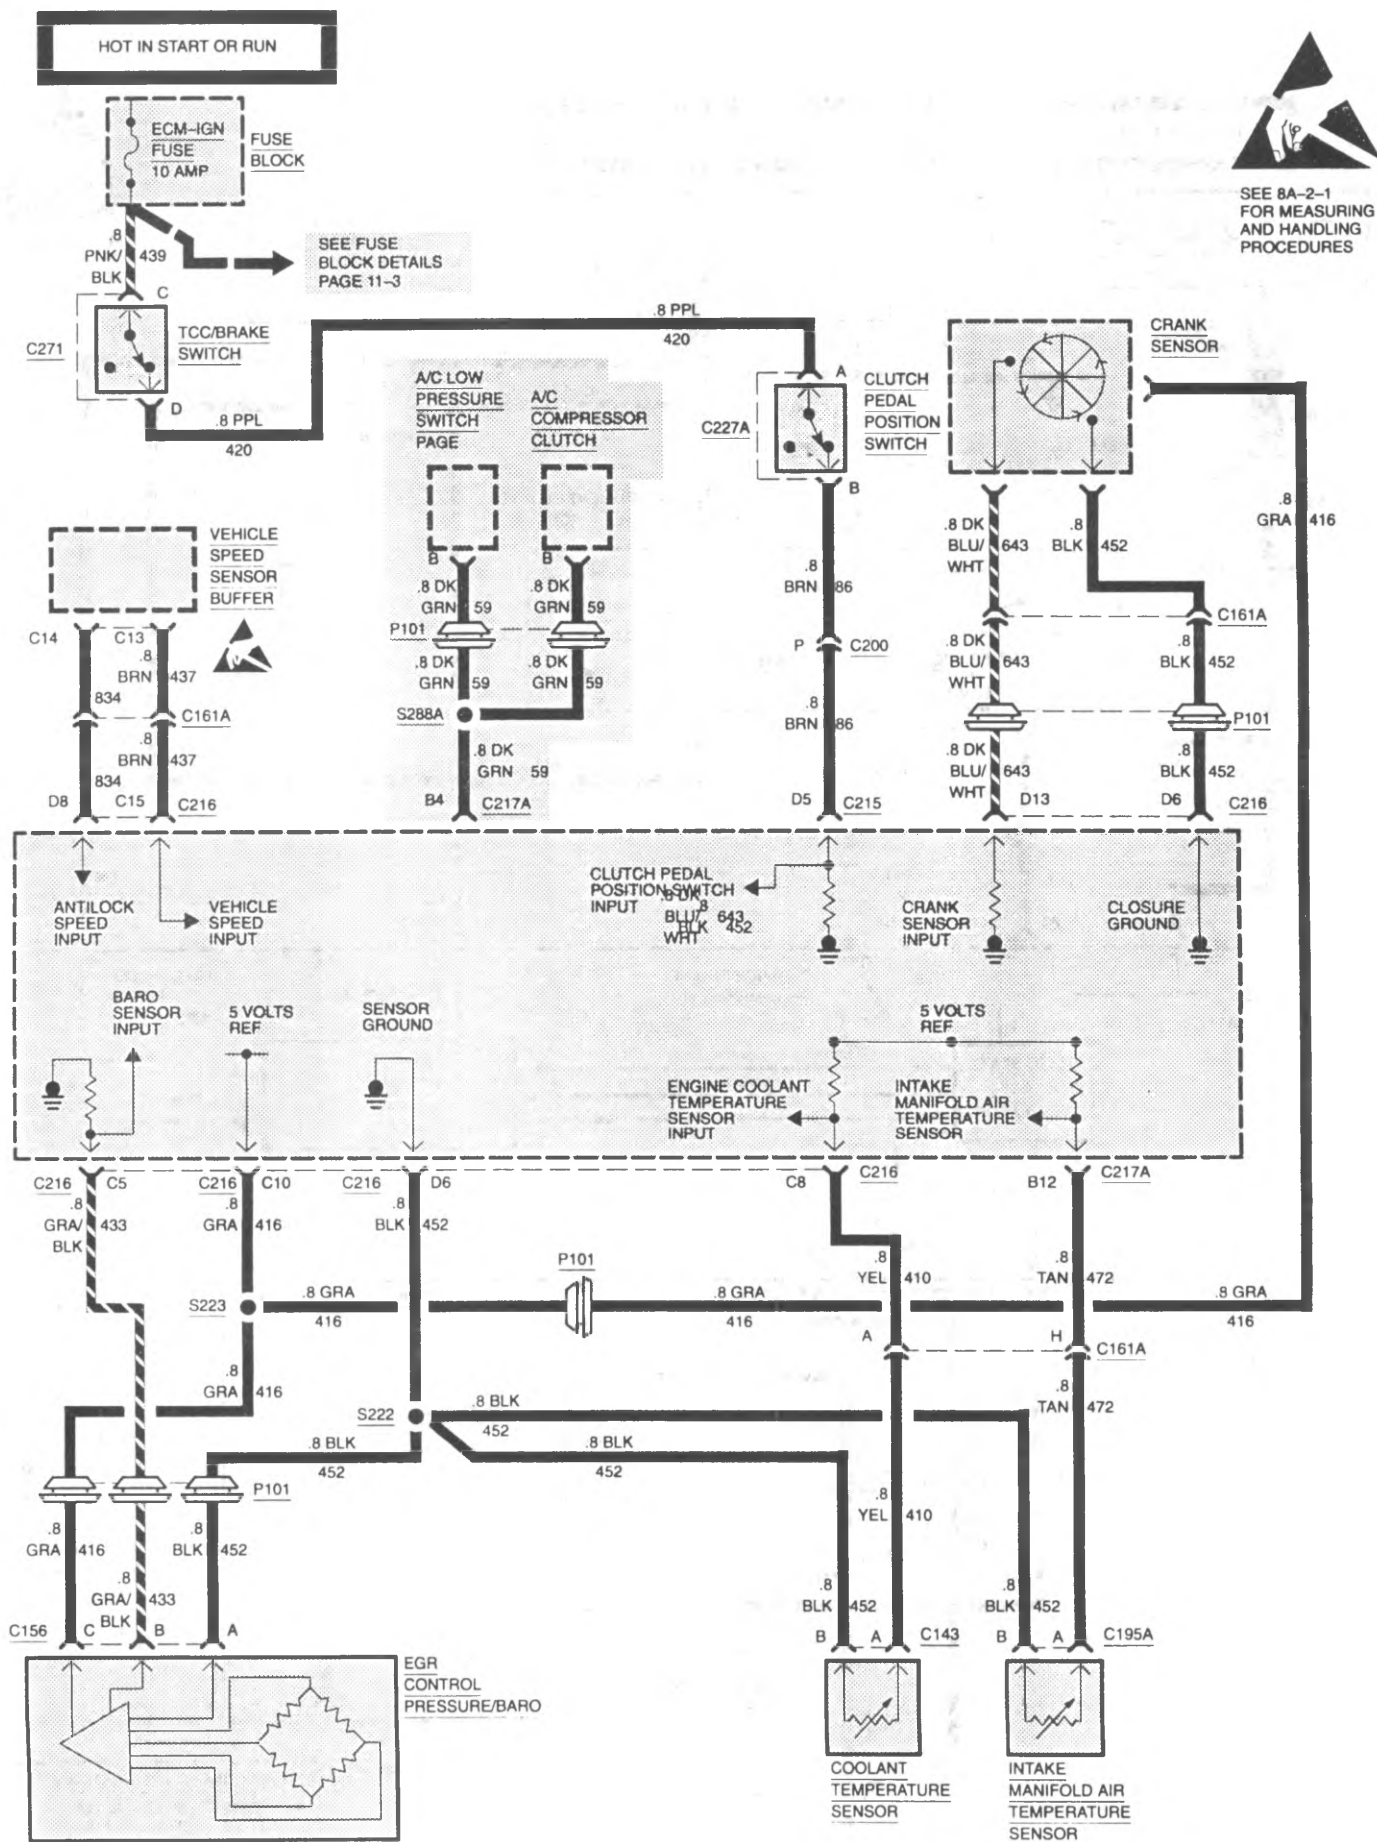 HOT IN START OR RUN
ECM-IGN
FUSE
10 AMP
FUSE
BLOCK
SEE 8A-2-1
FOR MEASURING
AND HANDLING
PROCEDURES
.8
PNK/
BLK
439
SEE FUSE
BLOCK DETAILS
PAGE 11-3
C
C271
TCC/BRAKE
SWITCH
D
.8 PPL
420
.8 PPL
420
A/C LOW
PRESSURE
SWITCH
PAGE
A/C
COMPRESSOR
CLUTCH
A
C227A
CLUTCH
PEDAL
POSITION
SWITCH
B
CRANK
SENSOR
.8
GRA 416
VEHICLE
SPEED
SENSOR
BUFFER
B
B
.8 DK
GRN 59
.8 DK
GRN 59
P101
.8 DK
GRN 59
.8 DK
GRN 59
S288A
.8 DK
GRN 59
B4
C217A
.8
BRN 86
P
C200
.8
BRN 86
D5
C215
.8 DK
BLU/
WHT
643
.8
BLK 452
C161A
.8 DK
BLU/
WHT
643
.8
BLK 452
P101
.8 DK
BLU/
WHT
643
.8
BLK 452
D13
D6
C216
C14
C13
.8
BRN 437
834
C161A
.8
BRN 437
834
D8
C15
C216
ANTILOCK
SPEED
INPUT
VEHICLE
SPEED
INPUT
CLUTCH PEDAL
POSITION SWITCH
INPUT
.8 DK
.8
BLU/ 643
BLK 452
WHT
CRANK
SENSOR
INPUT
CLOSURE
GROUND
BARO
SENSOR
INPUT
5 VOLTS
REF
SENSOR
GROUND
5 VOLTS
REF
ENGINE COOLANT
TEMPERATURE
SENSOR
INPUT
INTAKE
MANIFOLD AIR
TEMPERATURE
SENSOR
C216
C5
C216
C10
C216
D6
C8
C216
B12
C217A
.8
GRA/
BLK
433
.8
GRA 416
.8
BLK 452
P101
.8
YEL 410
.8
TAN 472
S223
.8 GRA
416
.8 GRA
416
.8 GRA
416
A
H
C161A
.8
GRA 416
.8
TAN 472
S222
.8 BLK
452
.8 BLK
452
.8 BLK
452
P101
.8
YEL 410
.8
GRA 416
.8
BLK 452
.8
GRA/
BLK
433
.8
BLK 452
.8
BLK 452
C156
C
B
A
B
A
C143
B
A
C195A
EGR
CONTROL
PRESSURE/BARO
COOLANT
TEMPERATURE
SENSOR
INTAKE
MANIFOLD AIR
TEMPERATURE
SENSOR